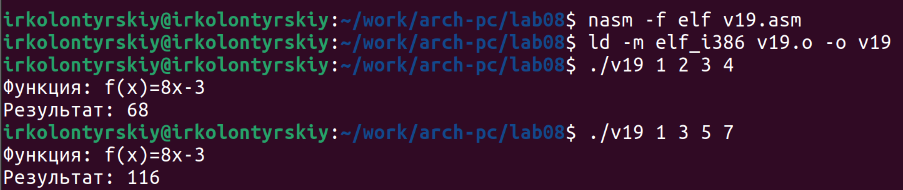 irkolontyrskiy@irkolontyrskiy:~/work/arch-pc/lab08$ nasm -f elf v19.asm
irkolontyrskiy@irkolontyrskiy:~/work/arch-pc/lab08$ ld -m elf_i386 v19.o -o v19
irkolontyrskiy@irkolontyrskiy:~/work/arch-pc/lab08$ ./v19 1 2 3 4
Функция: f(x)=8x-3
Результат: 68
irkolontyrskiy@irkolontyrskiy:~/work/arch-pc/lab08$ ./v19 1 3 5 7
Функция: f(x)=8x-3
Результат: 116